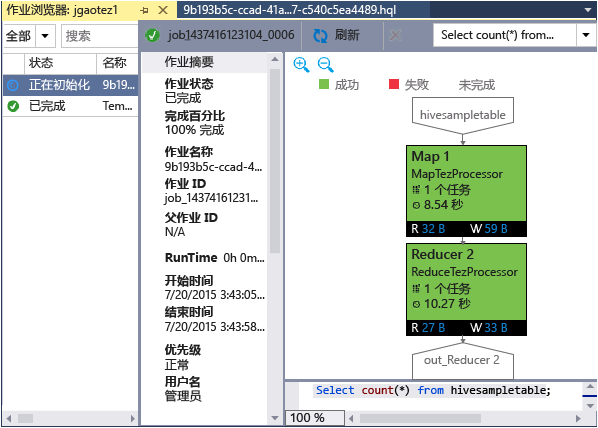 作业浏览器: jgaotez1
9b193b5c-ccad-41a...7-c540c5ea4489.hql
全部
搜索
job1437416123104_0006
刷新
Select count(*) from...
状态
名称
正在初始化
9b19...
已完成
Tem...
作业摘要
作业状态
已完成
完成百分比
100% 完成
作业名称
9b193b5c-ccad-4...
作业 ID
job_14374161231...
父作业 ID
N/A
RunTime 0h 0m...
开始时间
7/20/2015 3:43:05...
结束时间
7/20/2015 3:43:58...
优先级
正常
用户名
管理员
成功
失败
未完成
hivesampletable
Map 1
MapTezProcessor
1 个任务
8.54 秒
R 32 B W 59 B
Reducer 2
ReduceTezProcessor
1 个任务
10.27 秒
R 27 B W 33 B
out_Reducer 2
Select count(*) from hivesampletable;
100 %